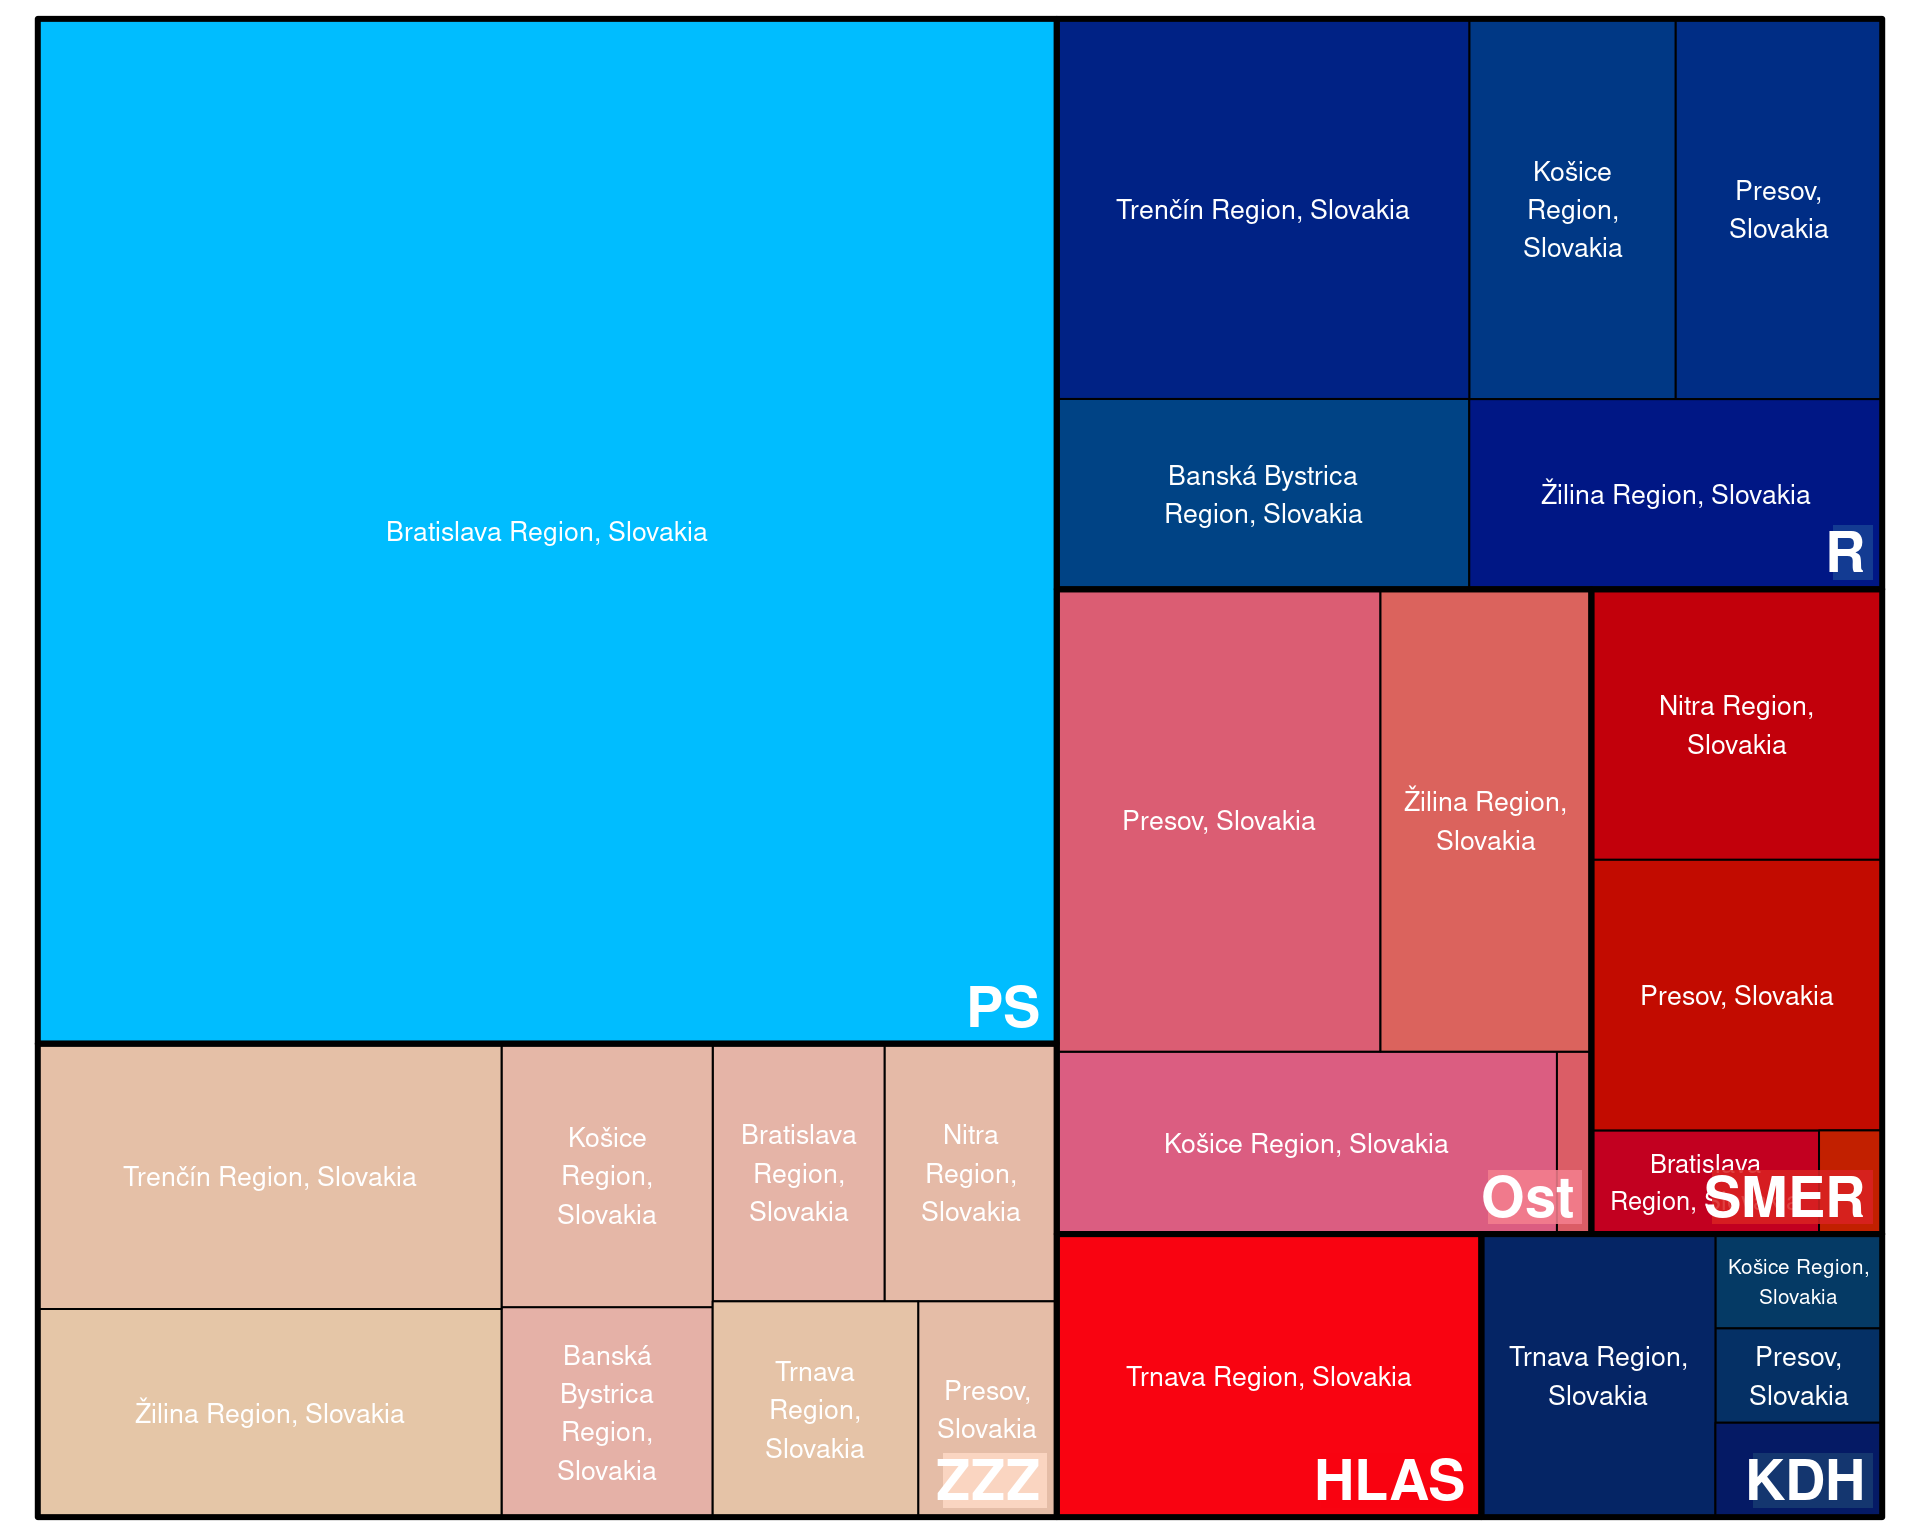 Bratislava Region, Slovakia
PS
Trenčín Region, Slovakia
Košice
Region,
Slovakia
Presov,
Slovakia
Banská Bystrica
Region, Slovakia
Žilina Region, Slovakia
R
Presov, Slovakia
Žilina Region,
Slovakia
Košice Region, Slovakia
Ost
Nitra Region,
Slovakia
Presov, Slovakia
Bratislava
Region,
SMER
Trenčín Region, Slovakia
Košice
Region,
Slovakia
Bratislava
Region,
Slovakia
Nitra
Region,
Slovakia
Žilina Region, Slovakia
Banská
Bystrica
Region,
Slovakia
Trnava
Region,
Slovakia
Presov,
Slovakia
ZZZ
Trnava Region, Slovakia
HLAS
Trnava Region,
Slovakia
Košice Region,
Slovakia
Presov,
Slovakia
KDH